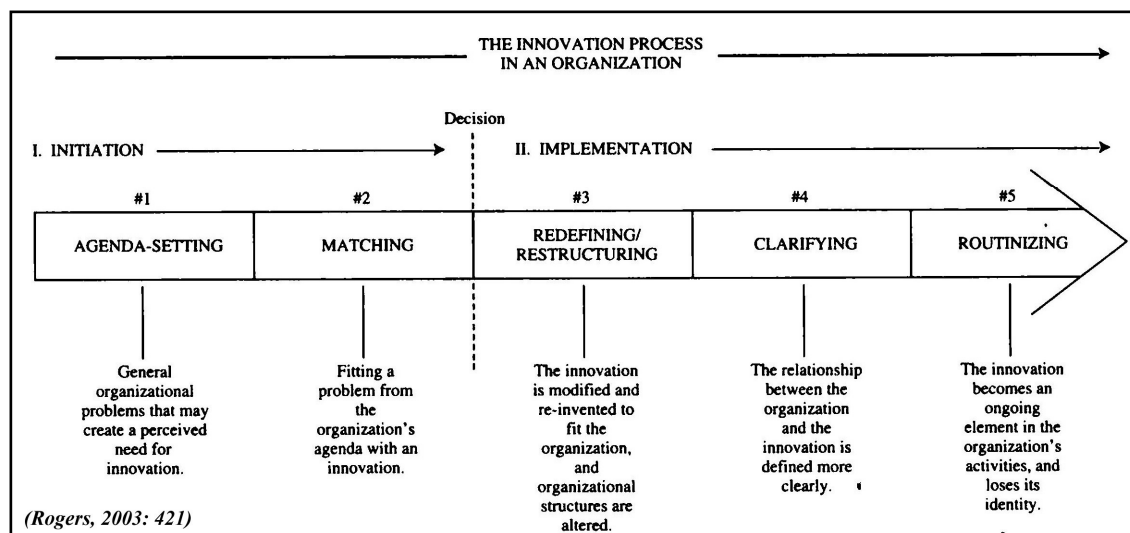 THE INNOVATION PROCESS
IN AN ORGANIZATION
Decision
I. INITIATION
II. IMPLEMENTATION
#1
#2
#3
#4
#5
AGENDA-SETTING
MATCHING
REDEFINING/
RESTRUCTURING
CLARIFYING
ROUTINIZING
General
organizational
problems that may
create a perceived
need for
innovation.
Fitting a
problem from
the
organization's
agenda with an
innovation.
The innovation
is modified and
re-invented to
fit the
organization,
and
organizational
structures are
altered.
The relationship
between the
organization
and the
innovation is
defined more
clearly.
The innovation
becomes an
ongoing
element in the
organization's
activities, and
loses its
identity.
(Rogers, 2003: 421)